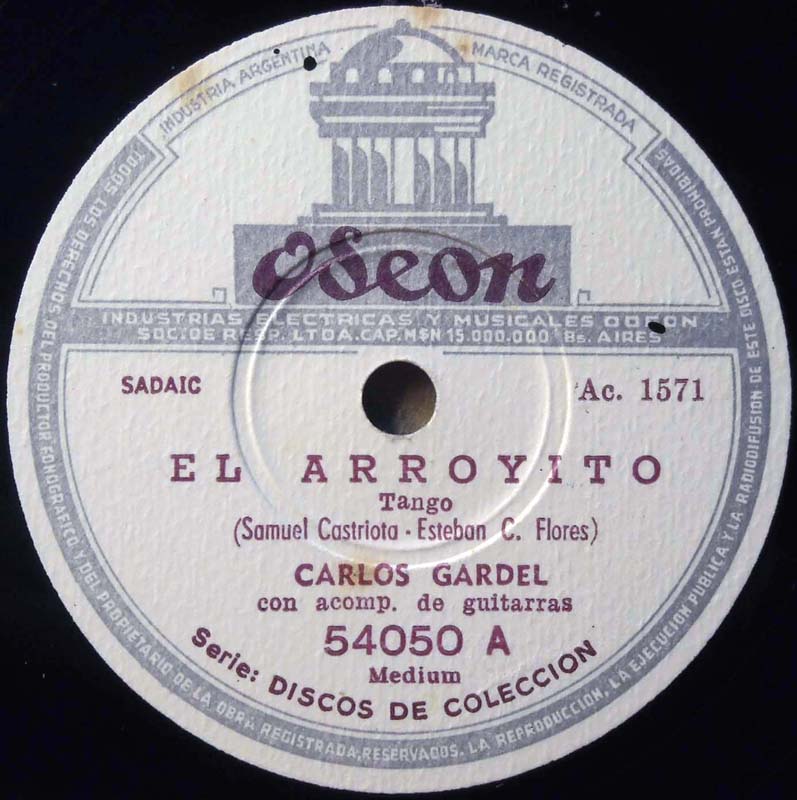 INDUSTRIA ARGENTINA
MARCA REGISTRADA
Odeon
INDUSTRIAS ELECTRICAS Y MUSICALES ODEON
SOC. DE RESP. LTDA. CAP. M$N 15.000.000 Bs. AIRES
SADAIC
Ac. 1571
EL ARROYITO
Tango
(Samuel Castriota - Esteban C. Flores)
CARLOS GARDEL
con acomp. de guitarras
54050 A
Medium
Serie: DISCOS DE COLECCION
TODOS LOS DERECHOS DEL PRODUCTOR FONOGRAFICO Y DEL PROPIETARIO DE LA OBRA REGISTRADA, RESERVADOS. LA REPRODUCCION, LA EJECUCION PUBLICA Y LA RADIODIFUSION DE ESTE DISCO ESTAN PROHIBIDAS